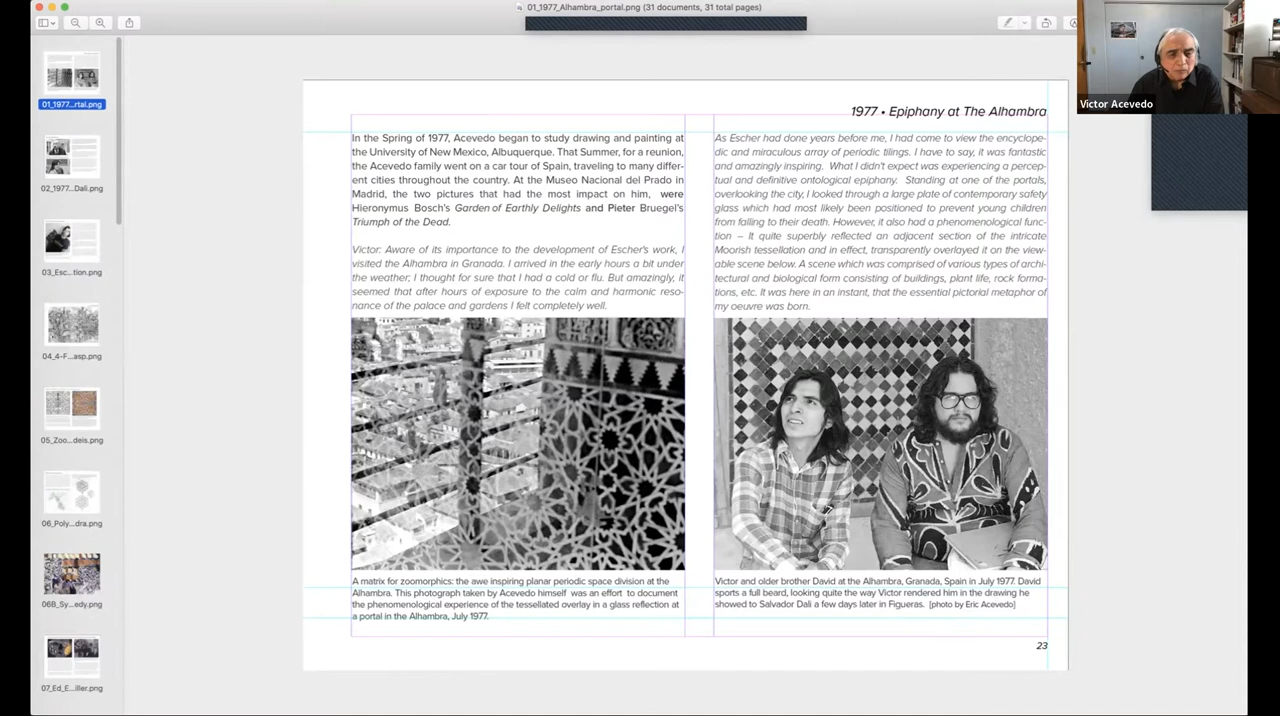 01_1977_Alhambra_portal.png (31 documents, 31 total pages)
01_1977...rtal.png
02_1977...Dali.png
03_Esc...tion.png
04_4-F...asp.png
05_Zoo...deis.png
06_Poly...dra.png
06B_Sy...edy.png
07_Ed_E...iller.png
1977 • Epiphany at The Alhambra
In the Spring of 1977, Acevedo began to study drawing and painting at
the University of New Mexico, Albuquerque. That Summer, for a reunion,
the Acevedo family went on a car tour of Spain, traveling to many differ-
ent cities throughout the country. At the Museo Nacional del Prado in
Madrid, the two pictures that had the most impact on him, were
Hieronymus Bosch's Garden of Earthly Delights and Pieter Bruegel's
Triumph of the Dead.
Victor: Aware of its importance to the development of Escher's work, I
visited the Alhambra in Granada. I arrived in the early hours a bit under
the weather; I thought for sure that I had a cold or flu. But amazingly, it
seemed that after hours of exposure to the calm and harmonic reso-
nance of the palace and gardens I felt completely well.
A matrix for zoomorphics: the awe inspiring planar periodic space division at the
Alhambra. This photograph taken by Acevedo himself was an effort to document
the phenomenological experience of the tessellated overlay in a glass reflection at
a portal in the Alhambra, July 1977.
As Escher had done years before me, I had come to view the encyclope-
dic and miraculous array of periodic tilings. I have to say, it was fantastic
and amazingly inspiring. What I didn't expect was experiencing a percep-
tual and definitive ontological epiphany. Standing at one of the portals,
overlooking the city, I looked through a large plate of contemporary safety
glass which had most likely been positioned to prevent young children
from falling to their death. However, it also had a phenomenological func-
tion – It quite superbly reflected an adjacent section of the intricate
Moorish tessellation and in effect, transparently overlayed it on the view-
able scene below. A scene which was comprised of various types of archi-
tectural and biological form consisting of buildings, plant life, rock forma-
tions, etc. It was here in an instant, that the essential pictorial metaphor of
my oeuvre was born.
Victor and older brother David at the Alhambra, Granada, Spain in July 1977. David
sports a full beard, looking quite the way Victor rendered him in the drawing he
showed to Salvador Dali a few days later in Figueras. [photo by Eric Acevedo]
23
Victor Acevedo